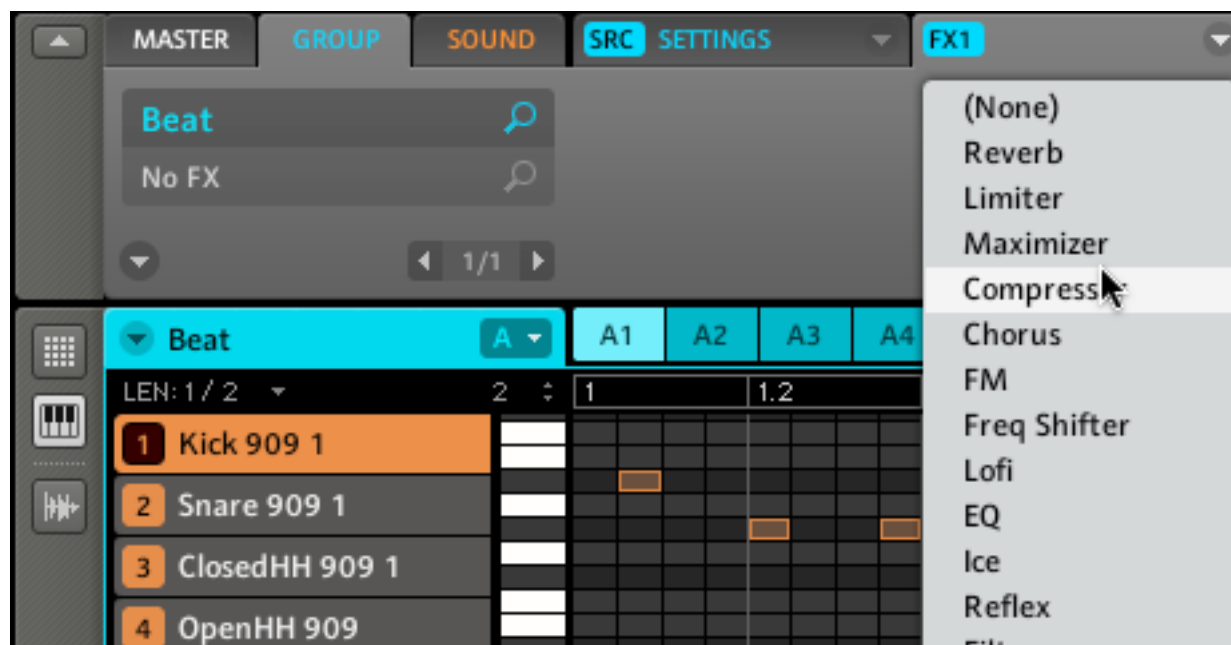 MASTER GROUP SOUND SRC SETTINGS FX1
Beat
No FX
1/1
(None)
Reverb
Limiter
Maximizer
Compressor
Chorus
FM
Freq Shifter
Lofi
EQ
Ice
Reflex
Beat A A1 A2 A3 A4
LEN: 1 / 2 2 1 1.2
1 Kick 909 1
2 Snare 909 1
3 ClosedHH 909 1
4 OpenHH 909